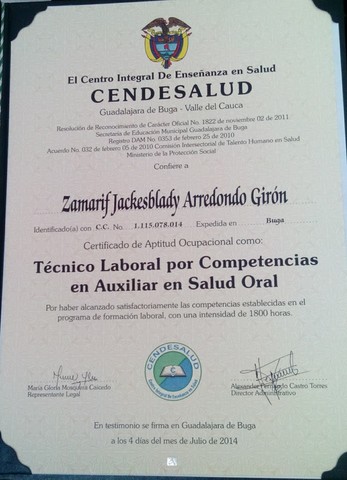 El Centro Integral De Enseñanza en Salud
CENDESALUD
Guadalajara de Buga - Valle del Cauca
Resolución de Reconocimiento de Carácter Oficial No. 1822 de noviembre 02 de 2011
Secretaria de Educación Municipal Guadalajara de Buga
Registro DAM No. 0353 de febrero 25 de 2010
Acuerdo No. 032 de febrero 05 de 2010 Comisión Intersectorial de Talento Humano en Salud
Ministerio de la Protección Social
Confiere a
Zamarif Jackesblady Arredondo Girón
Identificado(a) con C.C. No. 1.115.078.014 Expedida en Buga
Certificado de Aptitud Ocupacional como:
Técnico Laboral por Competencias
en Auxiliar en Salud Oral
Por haber alcanzado satisfactoriamente las competencias establecidas en el
programa de formación laboral, con una intensidad de 1800 horas.
CENDESALUD
María Gloria Mosquera Caicedo
Representante Legal
Alexander Fernando Castro Torres
Director Administrativo
En testimonio se firma en Guadalajara de Buga
a los 4 días del mes de Julio de 2014